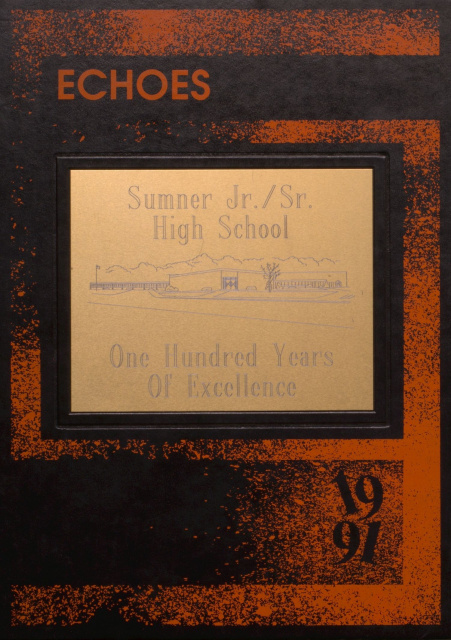 ECHOES
Sumner Jr./Sr.
High School
One Hundred Years
Of Excellence
19
91